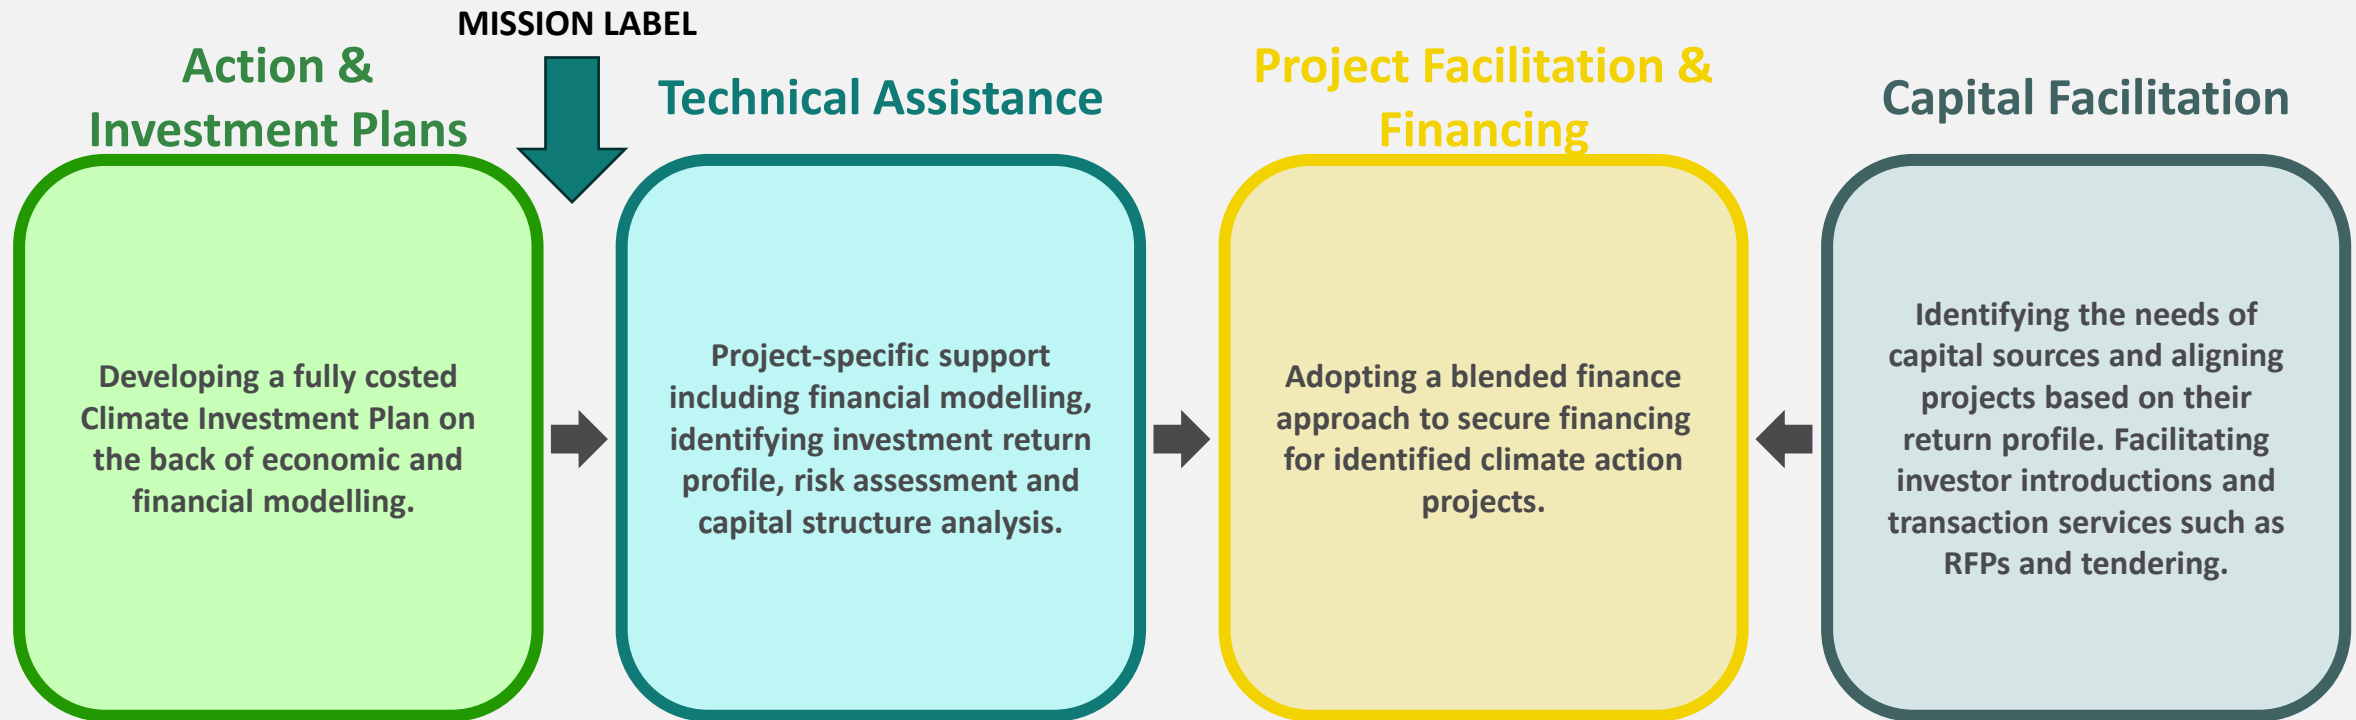 MISSION LABEL
Action &
Investment Plans
Technical Assistance
Project Facilitation &
Financing
Capital Facilitation
Developing a fully costed
Climate Investment Plan on
the back of economic and
financial modelling.
Project-specific support
including financial modelling,
identifying investment return
profile, risk assessment and
capital structure analysis.
Adopting a blended finance
approach to secure financing
for identified climate action
projects.
Identifying the needs of
capital sources and aligning
projects based on their
return profile. Facilitating
investor introductions and
transaction services such as
RFPs and tendering.